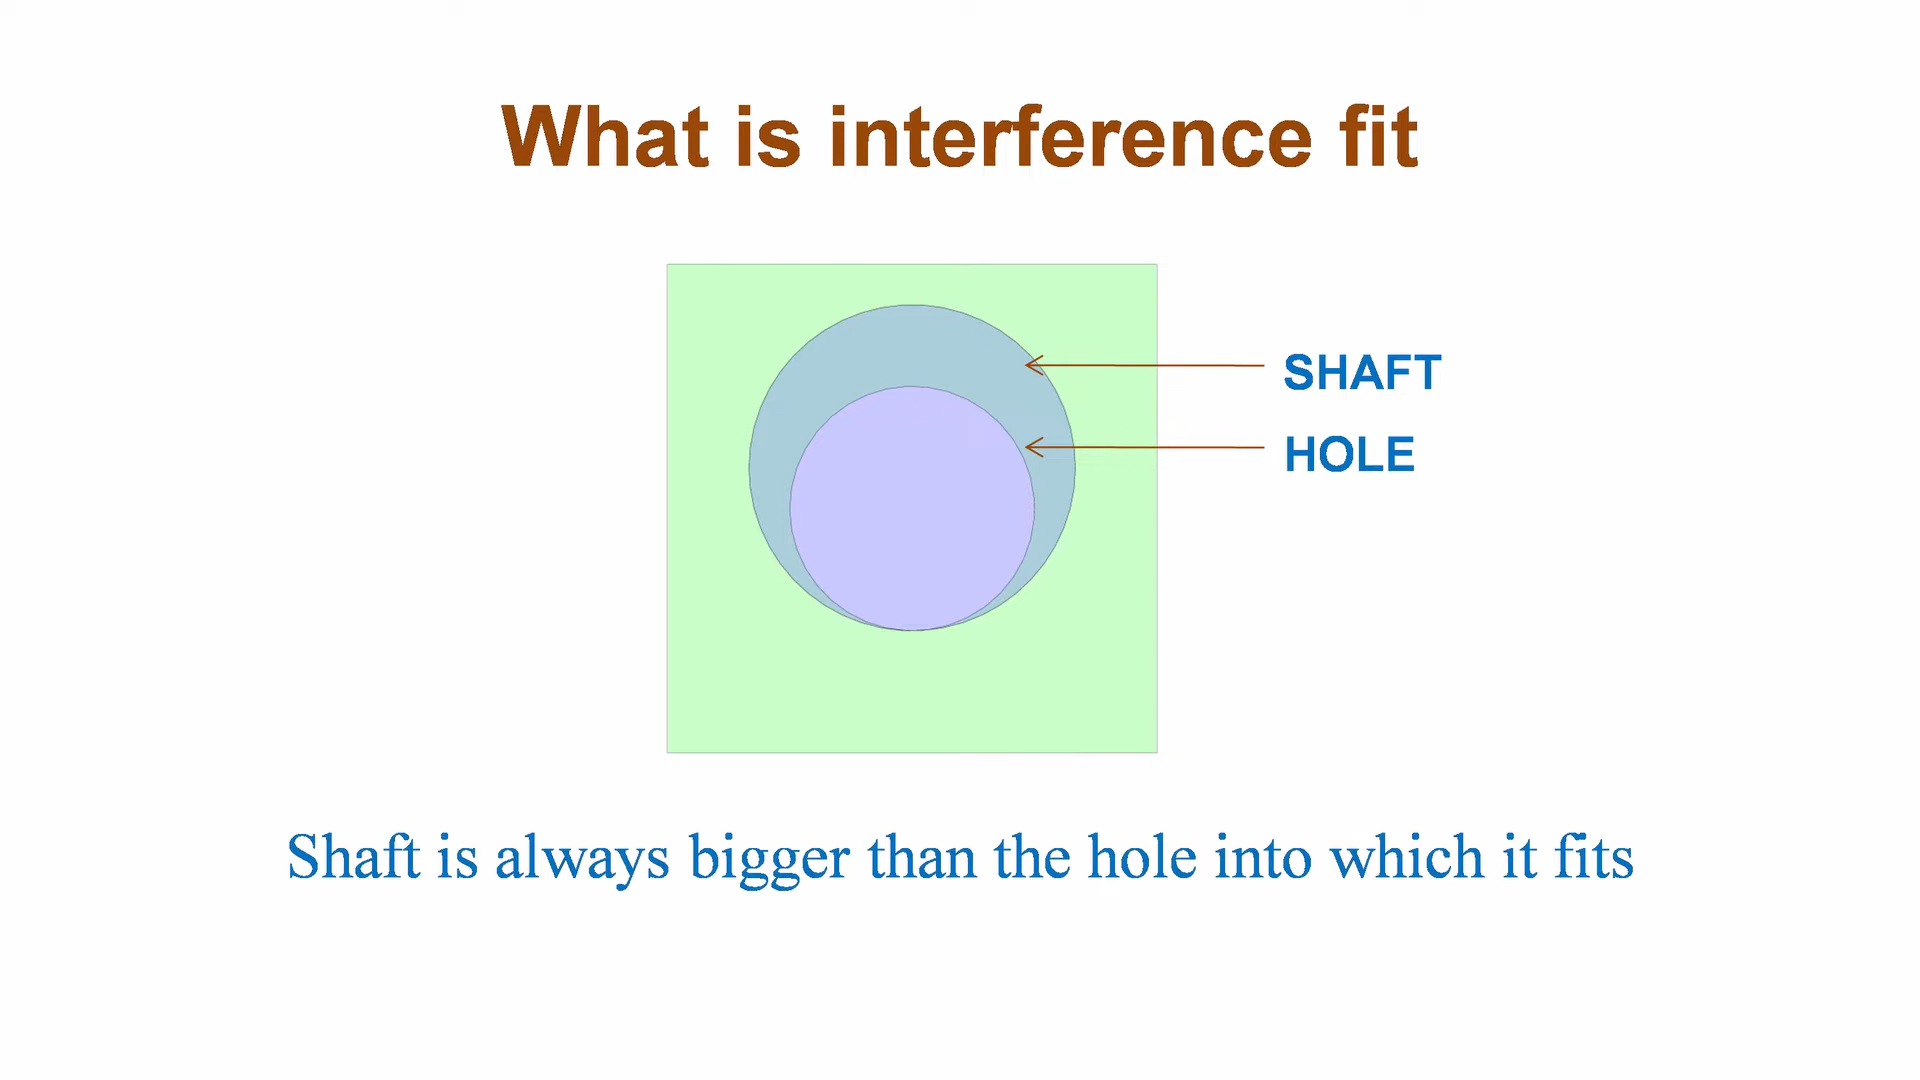 What is interference fit
SHAFT
HOLE
Shaft is always bigger than the hole into which it fits